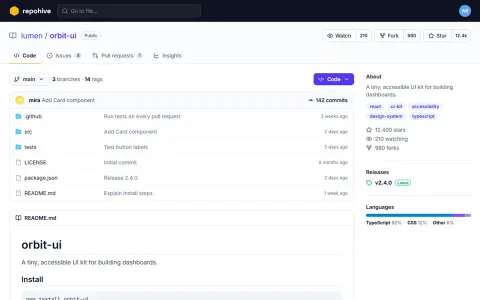 repohive
Go to file...
AR
lumen / orbit-ui Public
Watch 210
Fork 980
Star 12.4k
Code
Issues 4
Pull requests 1
Insights
main
3 branches · 14 tags
Code
mira Add Card component
142 commits
.github Run tests on every pull request 3 weeks ago
src Add Card component 2 days ago
tests Test button labels 5 days ago
LICENSE Initial commit 8 months ago
package.json Release 2.4.0 2 days ago
README.md Explain install steps 1 week ago
README.md
orbit-ui
A tiny, accessible UI kit for building dashboards.
Install
npm install orbit-ui
About
A tiny, accessible UI kit for building
dashboards.
react ui-kit accessibility
design-system typescript
12,400 stars
210 watching
980 forks
Releases
v2.4.0 Latest
Languages
TypeScript 82% CSS 12% Other 6%